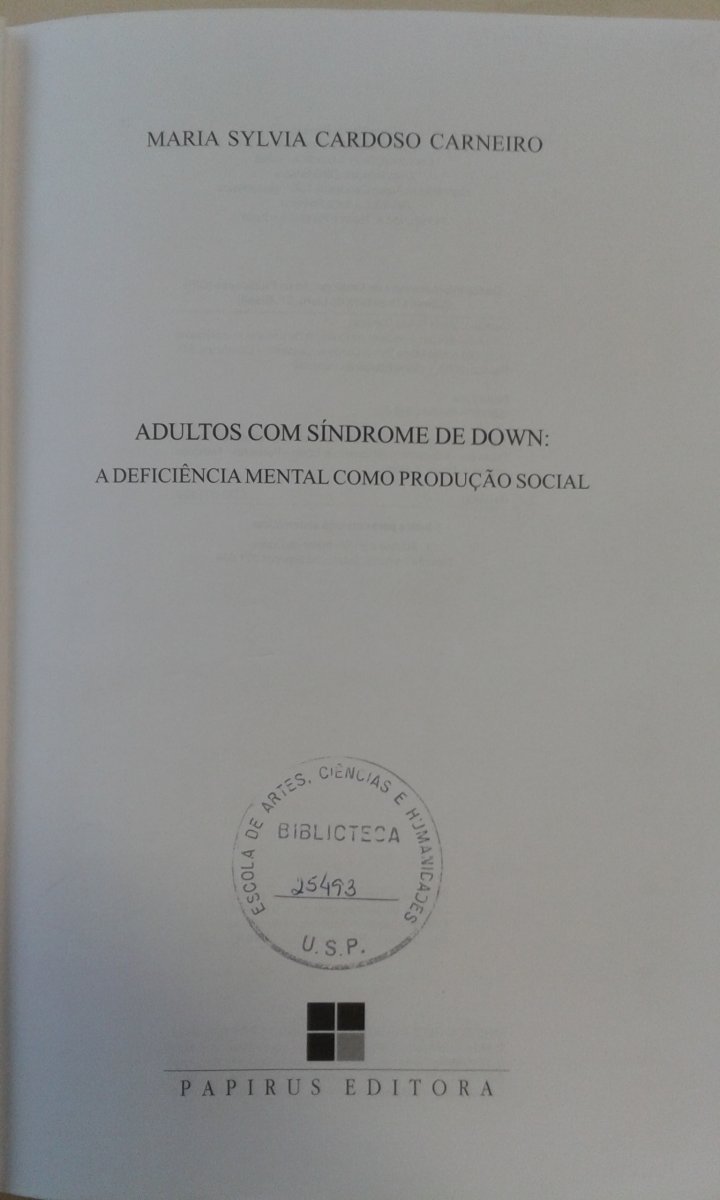 MARIA SYLVIA CARDOSO CARNEIRO
ADULTOS COM SÍNDROME DE DOWN:
A DEFICIÊNCIA MENTAL COMO PRODUÇÃO SOCIAL
ESCOLA DE ARTES, CIÊNCIAS E HUMANIDADES
BIBLIOTECA
25493
U.S.P.
PAPIRUS EDITORA